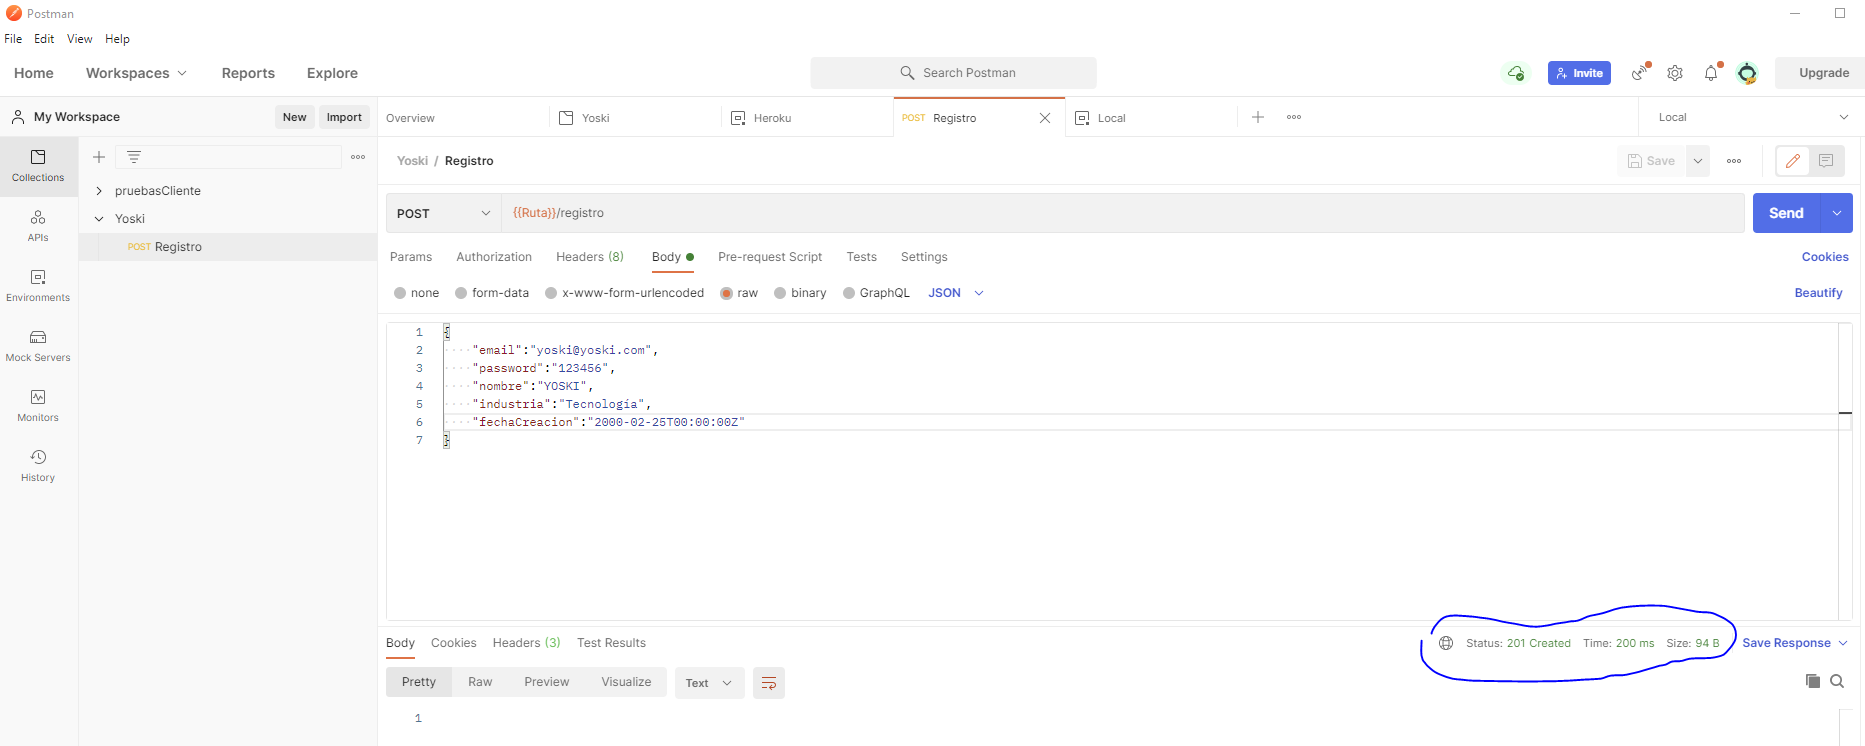 Postman
File Edit View Help
Home Workspaces Reports Explore Search Postman Invite Upgrade
My Workspace New Import
Overview Yoski Heroku POST Registro Local Local
Collections
APIs
Environments
Mock Servers
Monitors
History
pruebasCliente
Yoski
POST Registro
Yoski / Registro Save
POST {{Ruta}}/registro Send
Params Authorization Headers (8) Body Pre-request Script Tests Settings Cookies
none form-data x-www-form-urlencoded raw binary GraphQL JSON Beautify
1 {
2 "email":"yoski@yoski.com",
3 "password":"123456",
4 "nombre":"YOSKI",
5 "industria":"Tecnología",
6 "fechaCreacion":"2000-02-25T00:00:00Z"
7 }
Body Cookies Headers (3) Test Results Status: 201 Created Time: 200 ms Size: 94 B Save Response
Pretty Raw Preview Visualize Text
1